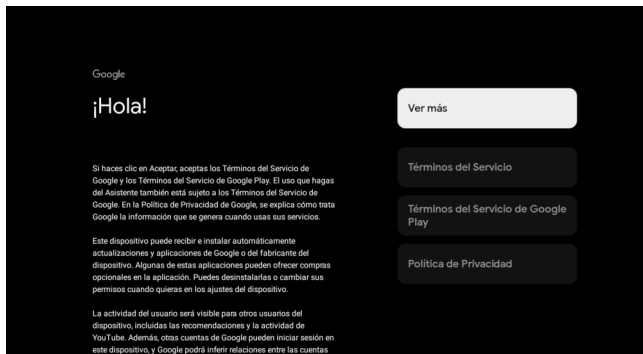 Google
¡Hola!
Si haces clic en Aceptar, aceptas los Términos del Servicio de
Google y los Términos del Servicio de Google Play. El uso que hagas
del Asistente también está sujeto a los Términos del Servicio de
Google. En la Política de Privacidad de Google, se explica cómo trata
Google la información que se genera cuando usas sus servicios.
Este dispositivo puede recibir e instalar automáticamente
actualizaciones y aplicaciones de Google o del fabricante del
dispositivo. Algunas de estas aplicaciones pueden ofrecer compras
opcionales en la aplicación. Puedes desinstalarlas o cambiar sus
permisos cuando quieras en los ajustes del dispositivo.
La actividad del usuario será visible para otros usuarios del
dispositivo, incluidas las recomendaciones y la actividad de
YouTube. Además, otras cuentas de Google pueden iniciar sesión en
este dispositivo, y Google podrá inferir relaciones entre las cuentas
Ver más
Términos del Servicio
Términos del Servicio de Google
Play
Política de Privacidad